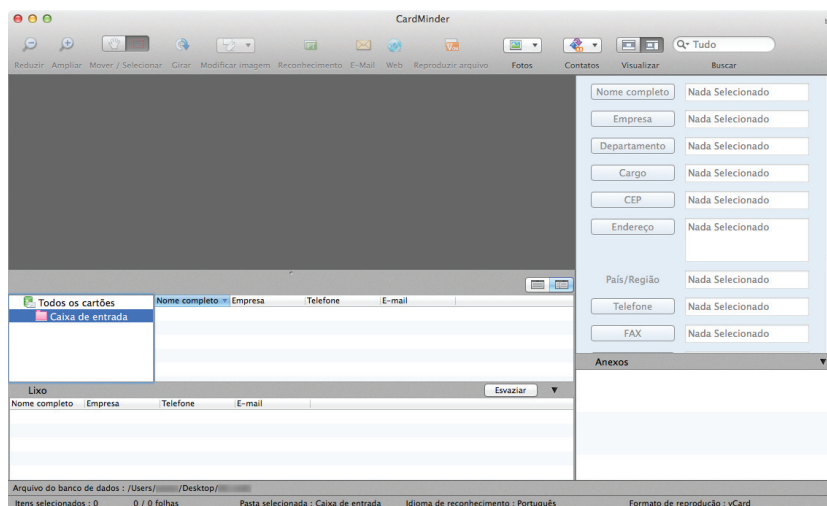 CardMinder
Tudo
Reduzir Ampliar Mover / Selecionar Girar Modificar imagem Reconhecimento E-Mail Web Reproduzir arquivo Fotos Contatos Visualizar Buscar
Nome completo Nada Selecionado
Empresa Nada Selecionado
Departamento Nada Selecionado
Cargo Nada Selecionado
CEP Nada Selecionado
Endereço Nada Selecionado
País/Região Nada Selecionado
Telefone Nada Selecionado
FAX Nada Selecionado
Todos os cartões
Caixa de entrada
Nome completo Empresa Telefone E-mail
Anexos
Lixo Esvaziar
Nome completo Empresa Telefone E-mail
Arquivo do banco de dados : /Users/ /Desktop/
Itens selecionados : 0 0 / 0 folhas Pasta selecionada : Caixa de entrada Idioma de reconhecimento : Português Formato de reprodução : vCard